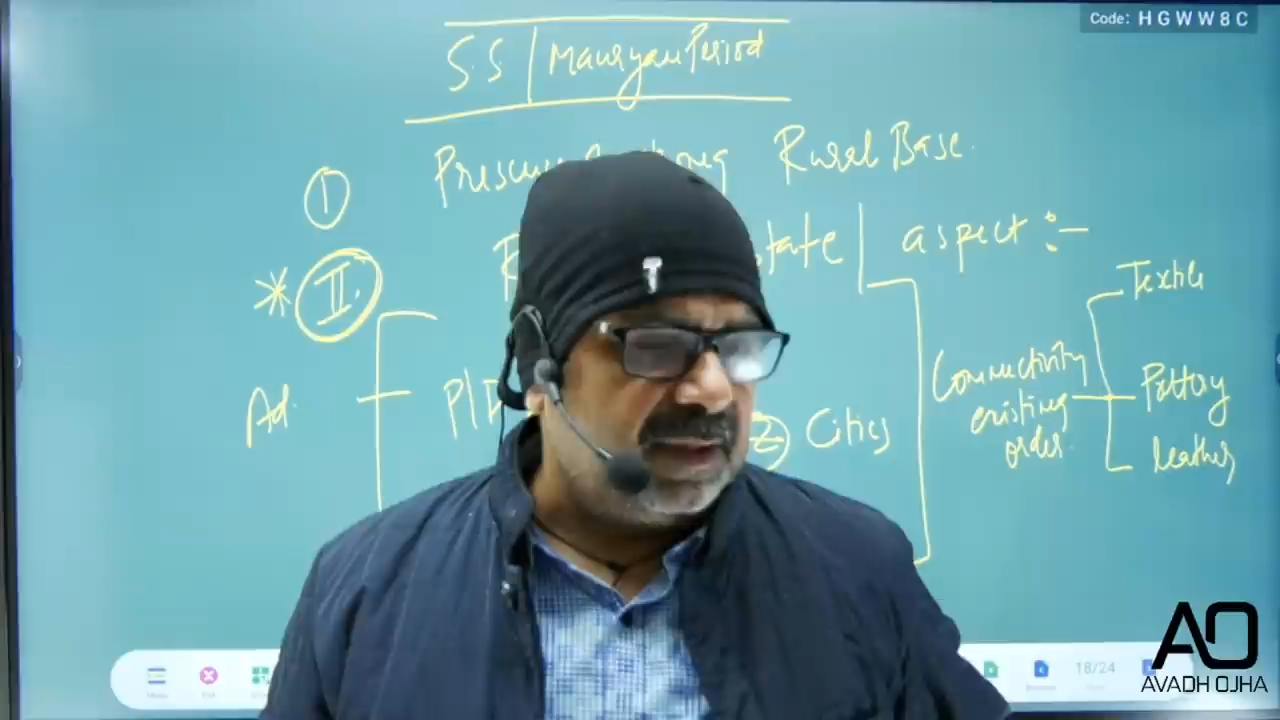 Code: H G W W 8 C
S.S | Mauryan Period
① Rural Base.
* Ⅱ. | aspect :-
Textile
Ad. Cities Connectivity existing order. Pottery
leather
18/24
AO
AVADH OJHA